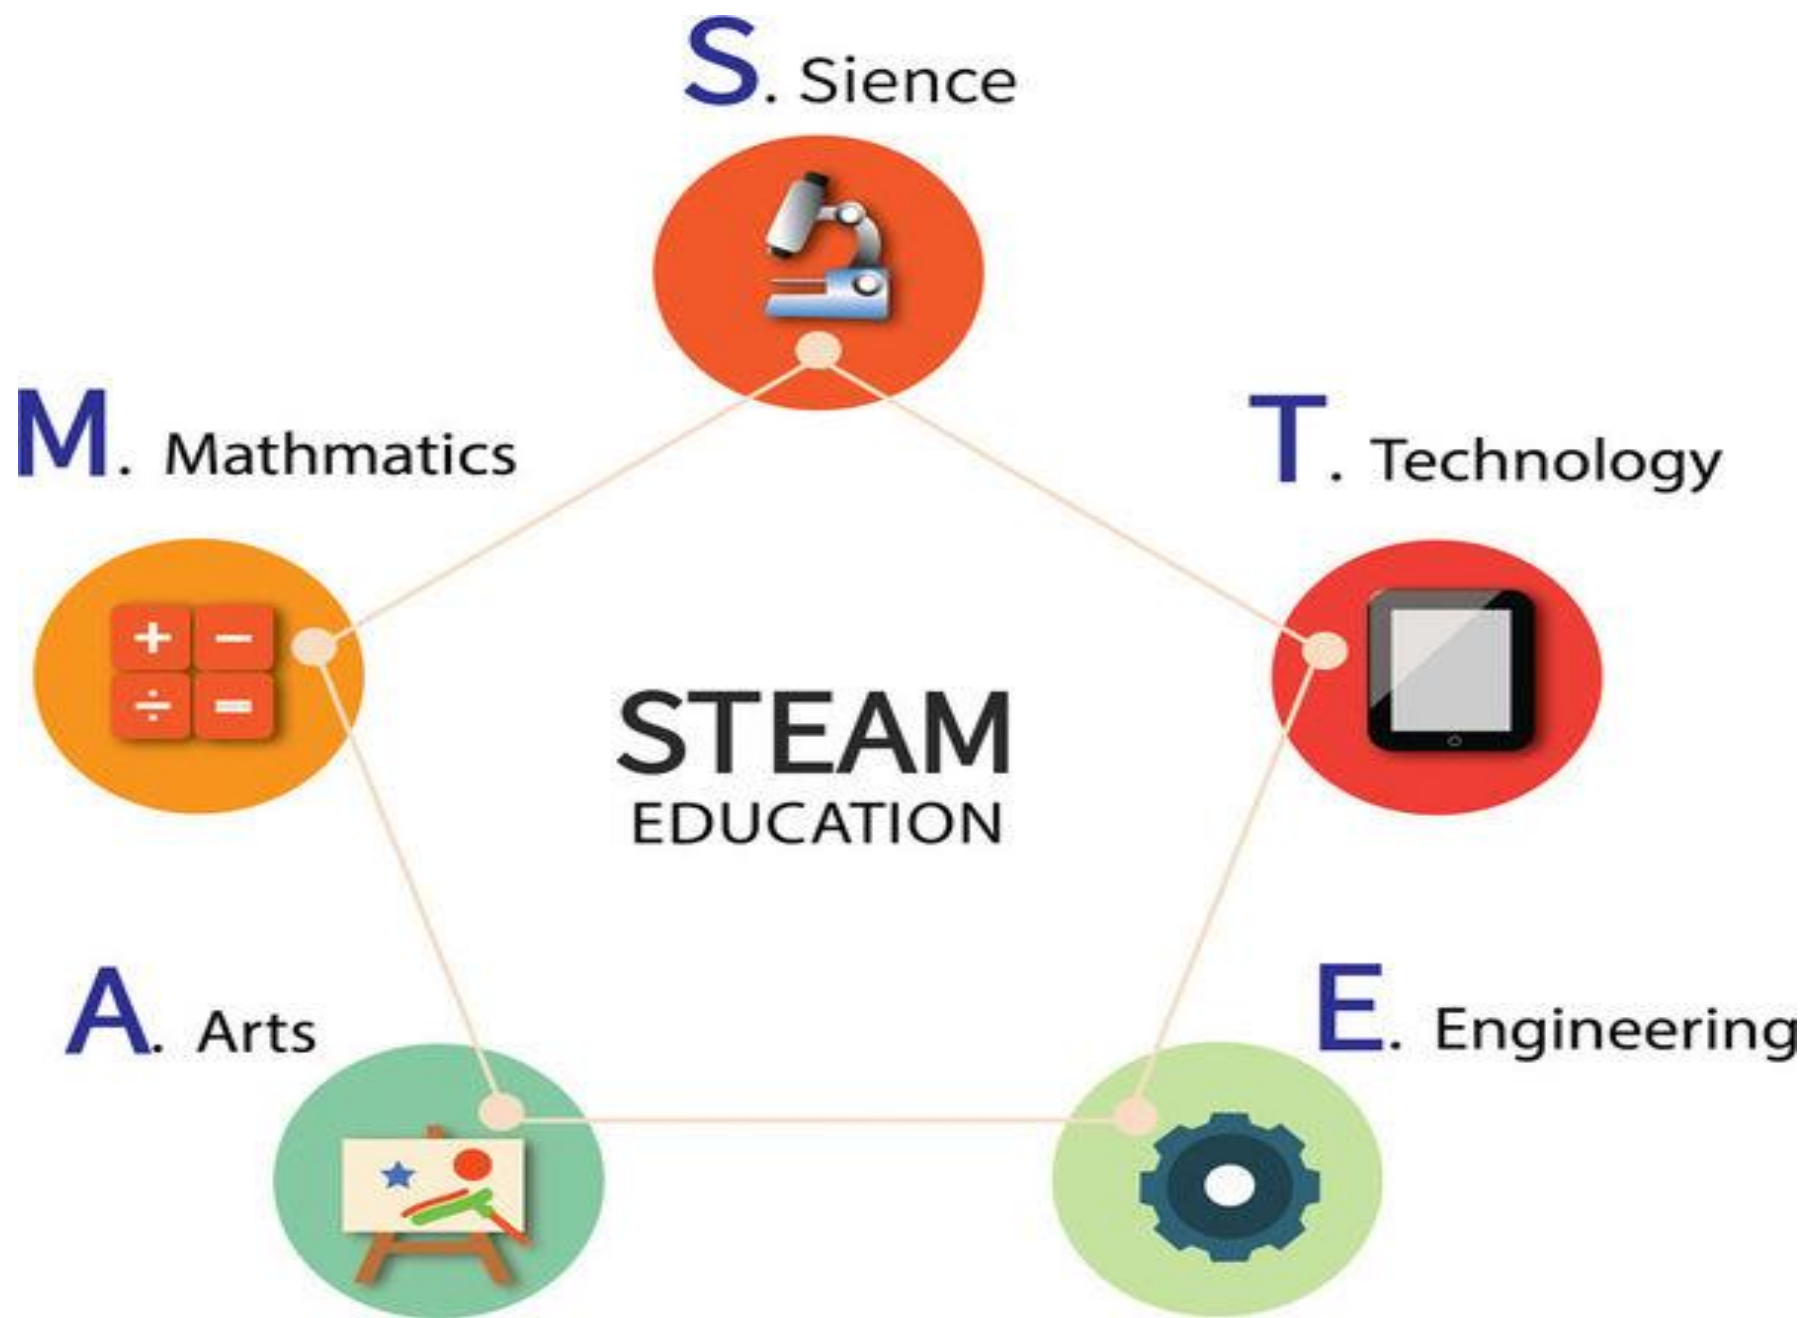 S. Sience
M. Mathmatics
T. Technology
+ −
÷ =
STEAM
EDUCATION
A. Arts
E. Engineering